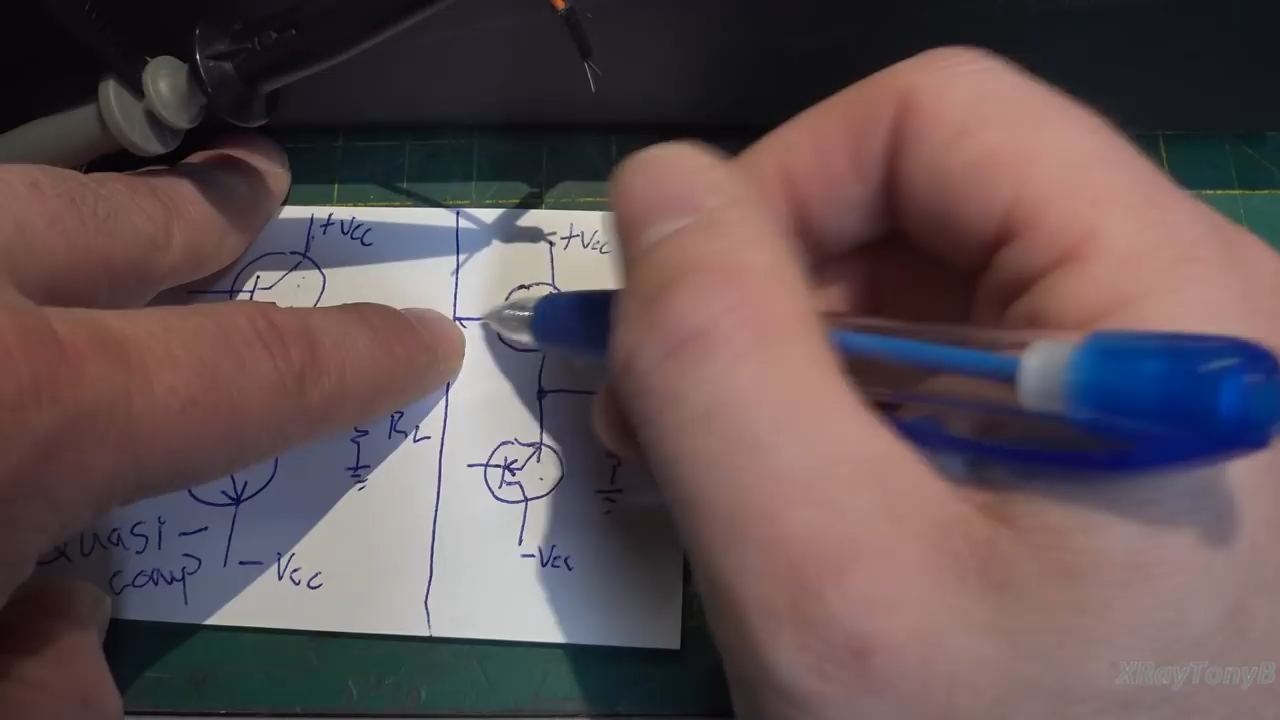 +Vcc
+Vcc
RL
Quasi-
comp
-Vcc
-Vcc
XRayTonyB